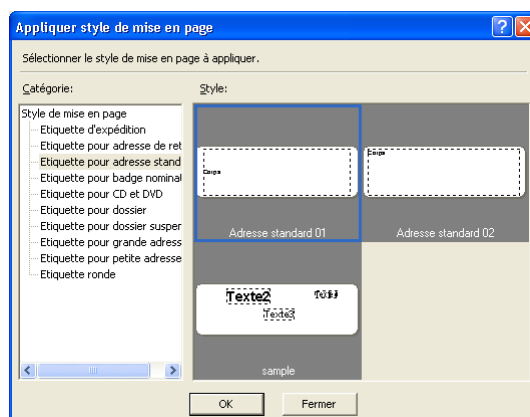 Appliquer style de mise en page
Sélectionner le style de mise en page à appliquer.
Catégorie:
Style:
Style de mise en page
Etiquette d'expédition
Etiquette pour adresse de ret
Etiquette pour adresse stand
Etiquette pour badge nominal
Etiquette pour CD et DVD
Etiquette pour dossier
Etiquette pour dossier susper
Etiquette pour grande adress
Etiquette pour petite adresse
Etiquette ronde
Corps
Adresse standard 01
Corps
Adresse standard 02
Texte2
Texte3
sample
OK
Fermer